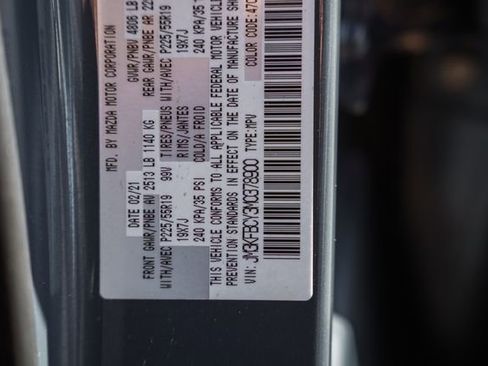 MFD. BY MAZDA MOTOR CORPORATION
DATE 02/21 GVWR/PNBV 4806 LB
FRONT GAWR/PNBE AV 2513 LB 1140 KG REAR GAWR/PNBE AR
WITH/AVEC P225/55R19 99V TIRES/PNEUS WITH/AVEC P225/55R19
19X7J RIMS/JANTES 19X7J
240 KPA/35 PSI COLD/A FROID 240 KPA/35
THIS VEHICLE CONFORMS TO ALL APPLICABLE FEDERAL MOTOR
PREVENTION STANDARDS IN EFFECT ON THE DATE OF MANUFACTURE
VIN: JM3KFBCY3M0378900 TYPE: MPV COLOR CODE: 47C